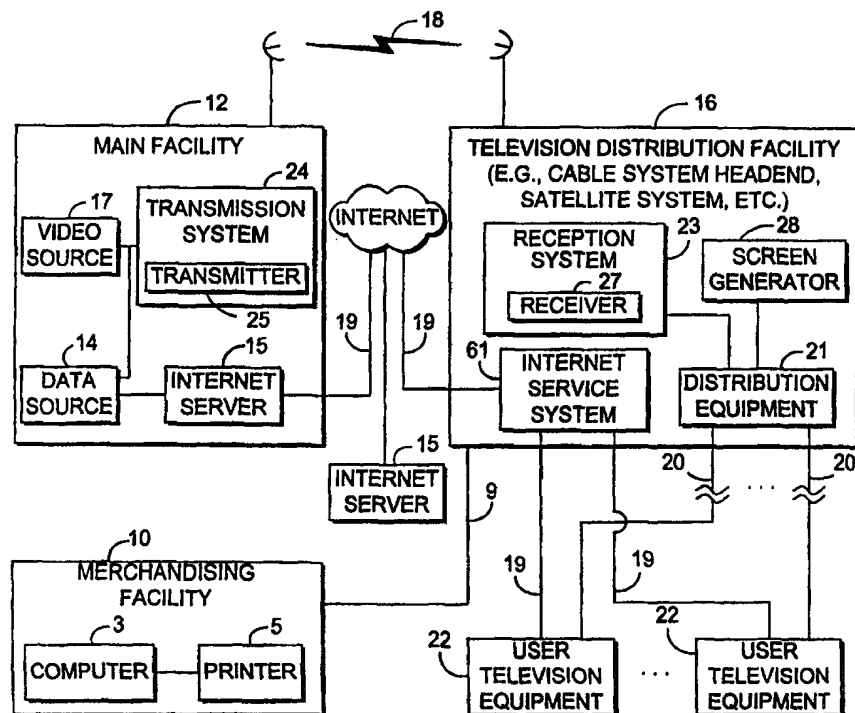 18
12
MAIN FACILITY
24
17
TRANSMISSION
SYSTEM
VIDEO
SOURCE
TRANSMITTER
25
14
15
DATA
SOURCE
INTERNET
SERVER
INTERNET
19
19
15
INTERNET
SERVER
16
TELEVISION DISTRIBUTION FACILITY
(E.G., CABLE SYSTEM HEADEND,
SATELLITE SYSTEM, ETC.)
RECEPTION
SYSTEM
23
27
RECEIVER
28
SCREEN
GENERATOR
61
INTERNET
SERVICE
SYSTEM
21
DISTRIBUTION
EQUIPMENT
20
...
20
9
10
MERCHANDISING
FACILITY
3
5
COMPUTER
PRINTER
19
19
22
USER
TELEVISION
EQUIPMENT
...
22
USER
TELEVISION
EQUIPMENT